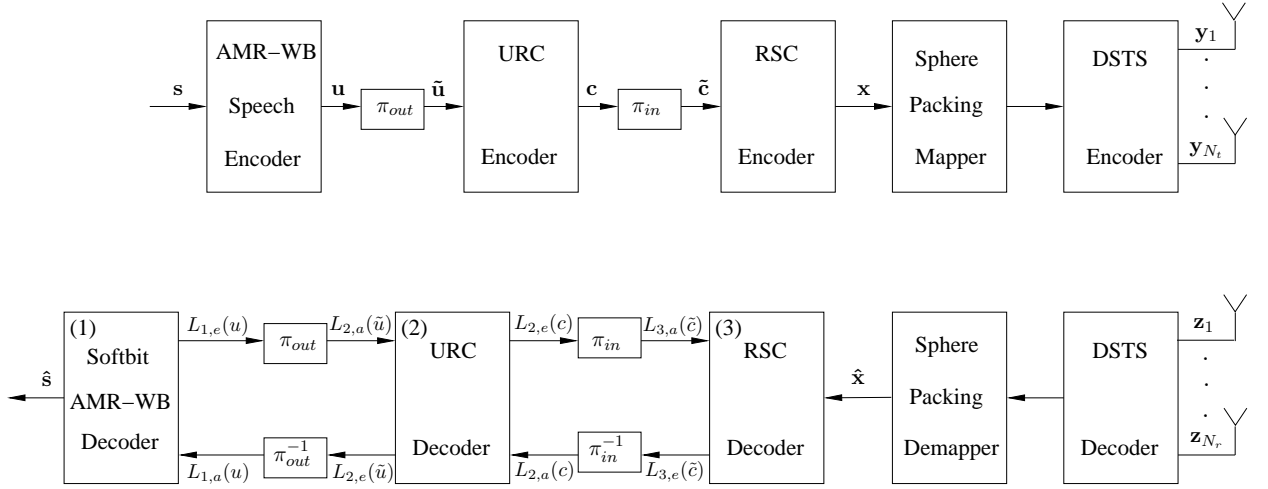 s
AMR–WB
Speech
Encoder
u
π_out
ũ
URC
Encoder
c
π_in
c̃
RSC
Encoder
x
Sphere
Packing
Mapper
DSTS
Encoder
y_1
. . . .
y_{N_t}
(1)
Softbit
AMR–WB
Decoder
ŝ
L_{1,e}(u)
π_out
L_{2,a}(ũ)
L_{1,a}(u)
π_out^{-1}
L_{2,e}(ũ)
(2)
URC
Decoder
L_{2,e}(c)
π_in
L_{3,a}(c̃)
L_{2,a}(c)
π_in^{-1}
L_{3,e}(c̃)
(3)
RSC
Decoder
x̂
Sphere
Packing
Demapper
DSTS
Decoder
z_1
. . . .
z_{N_r}